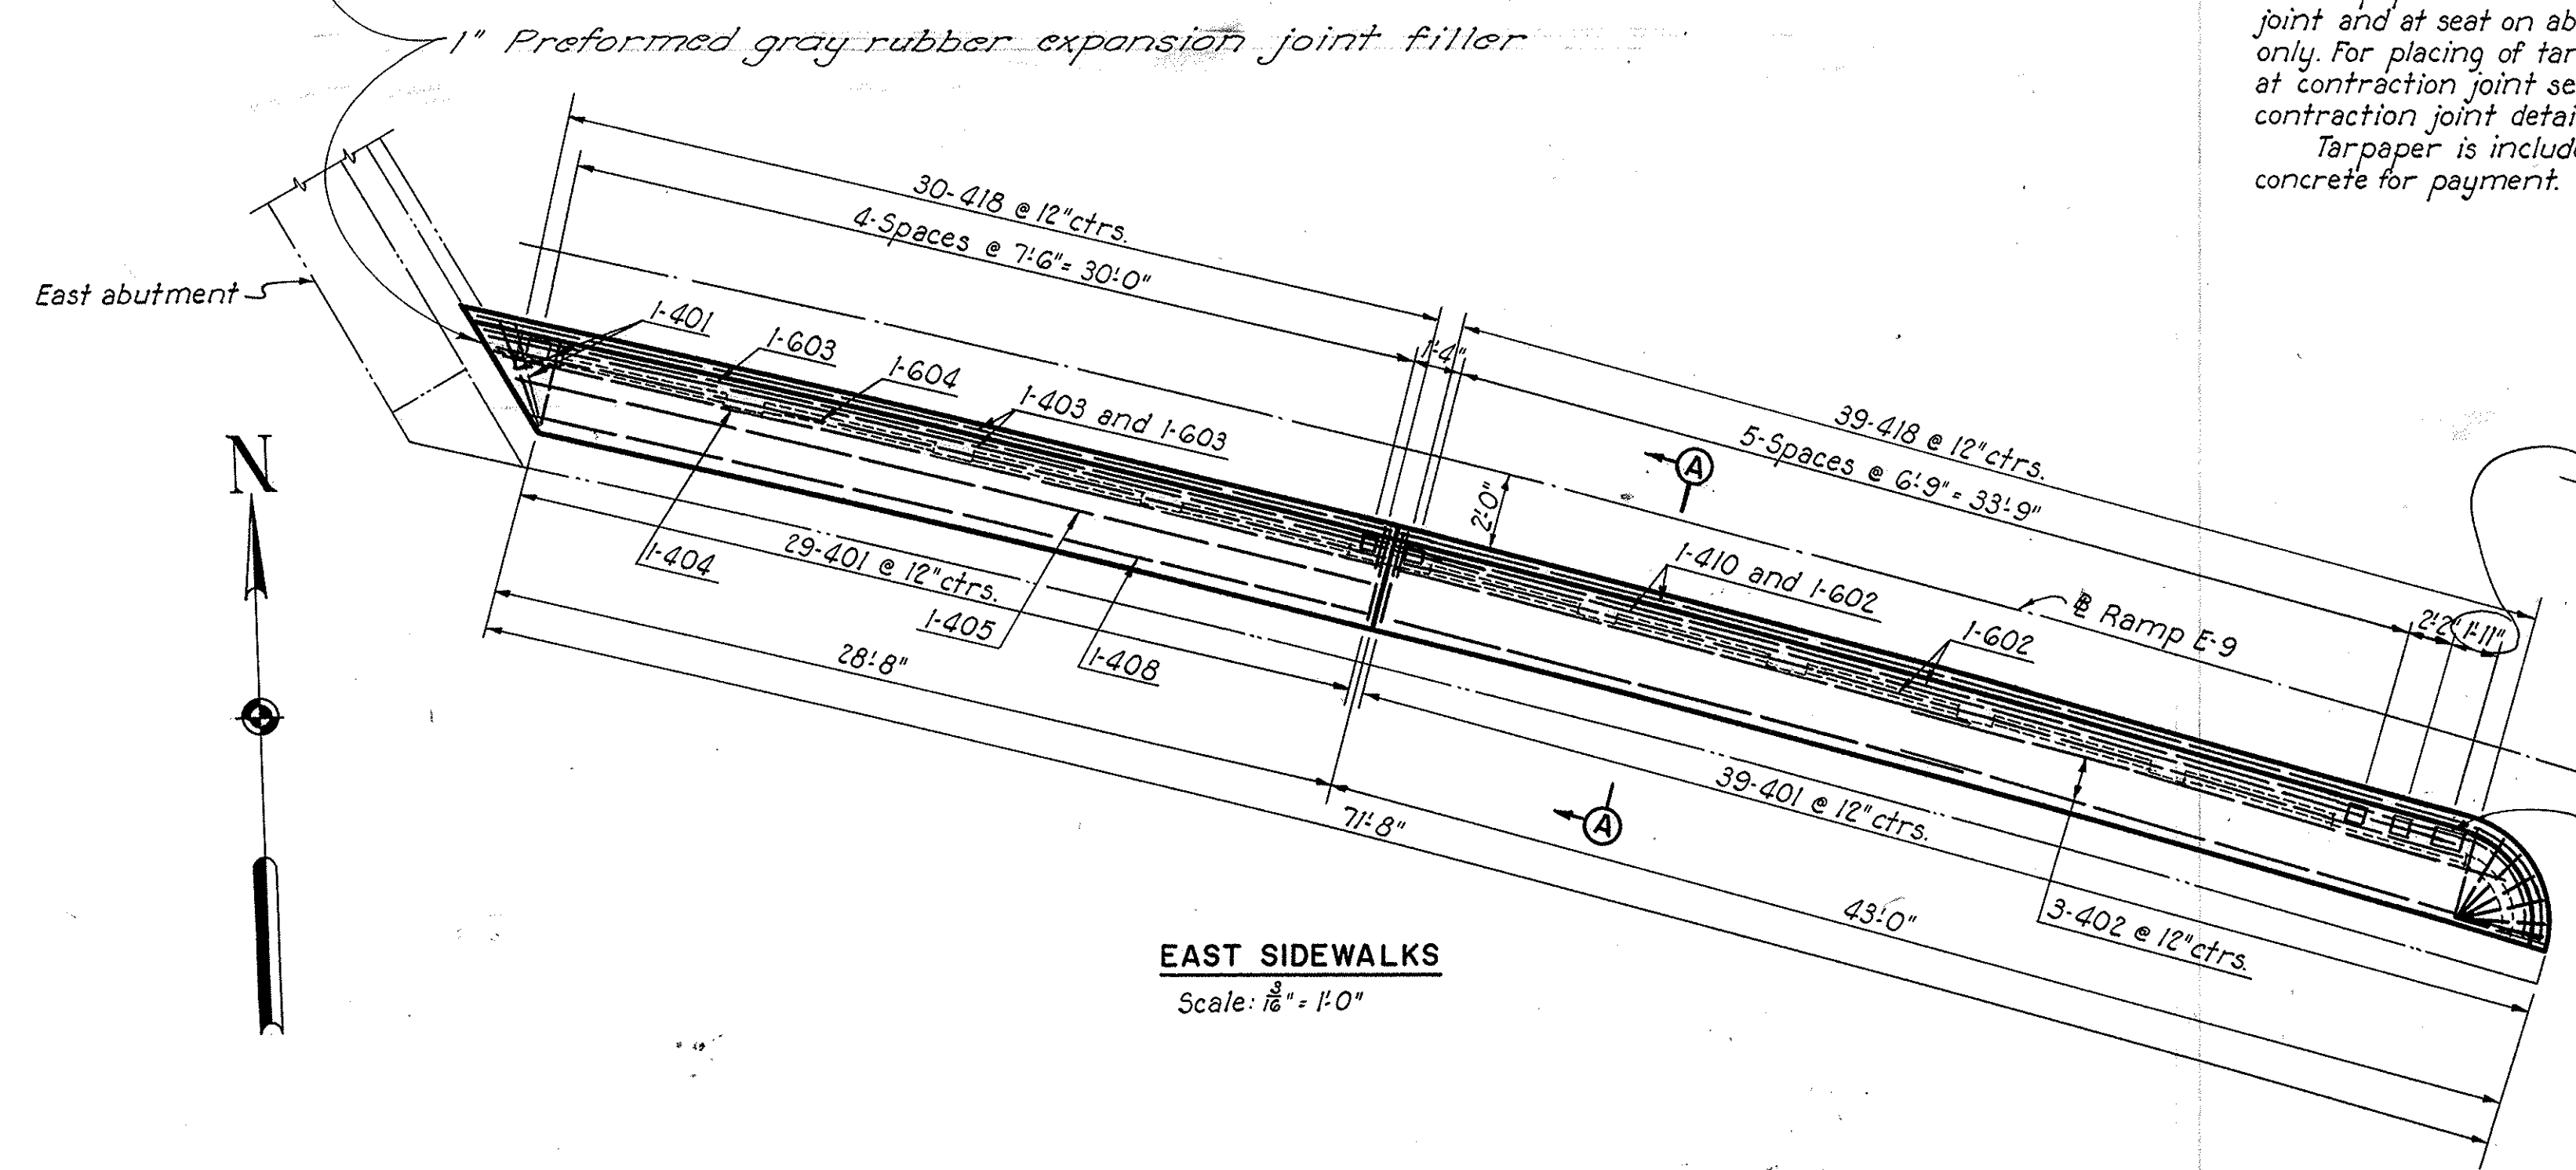 1" Preformed gray rubber expansion joint filler
joint and at seat on ab
only. For placing of tar
at contraction joint se
contraction joint detai
Tarpaper is include
concrete for payment.
30-418 @ 12"ctrs.
4-Spaces @ 7'-6"= 30'-0"
East abutment
1-401
1-603
1-604
1-403 and 1-603
1'-4"
39-418 @ 12"ctrs.
5-Spaces @ 6'-9"= 33'-9"
A
2'-0"
N
1-404
29-401 @ 12"ctrs.
1-405
1-408
28'-8"
1-410 and 1-602
1-602
℄ Ramp E-9
2'-2"
1'-11"
71'-8"
A
39-401 @ 12"ctrs.
43'-0"
3-402 @ 12"ctrs.
EAST SIDEWALKS
Scale: 3/16" = 1'-0"